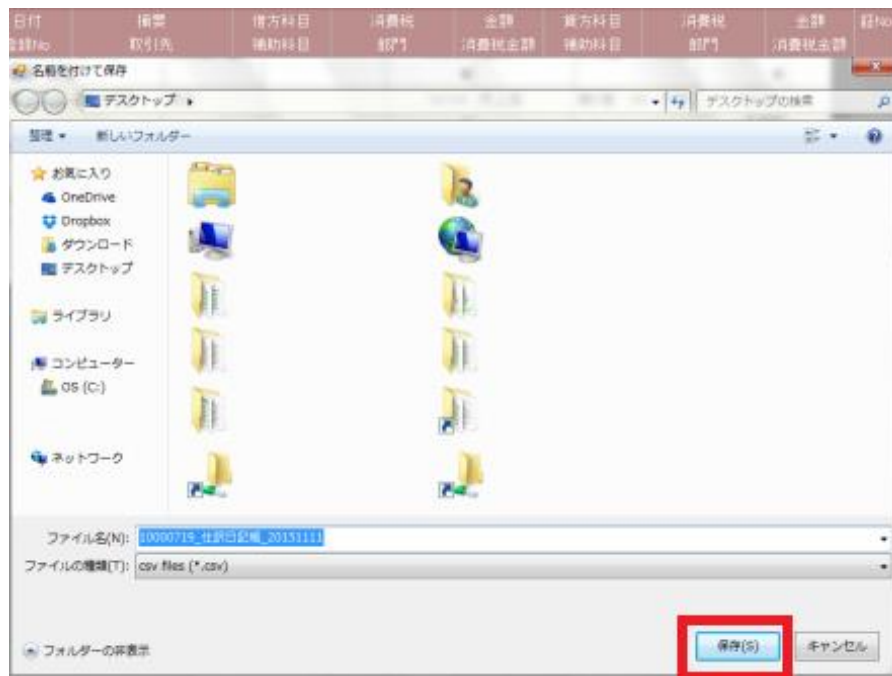 日付 摘要 借方科目 消費税 金額 貸方科目 消費税 金額 証No
登録No 取引先 補助科目 部門 消費税金額 補助科目 部門 消費税金額
名前を付けて保存
デスクトップ
デスクトップの検索
整理
新しいフォルダー
お気に入り
OneDrive
Dropbox
ダウンロード
デスクトップ
ライブラリ
コンピューター
OS (C:)
ネットワーク
ファイル名(N): 10000719_仕訳日記帳_20151111
ファイルの種類(T): csv files (*.csv)
フォルダーの非表示
保存(S)
キャンセル